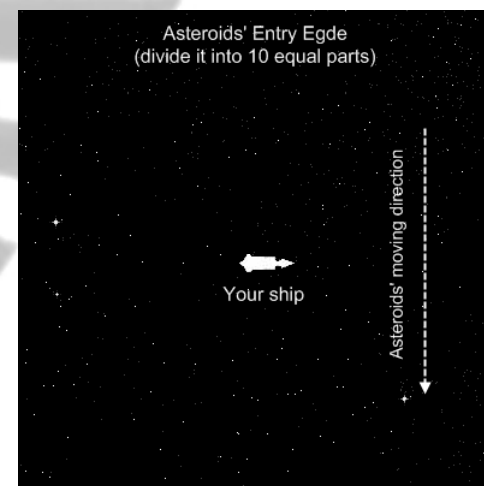 Asteroids' Entry Egde
(divide it into 10 equal parts)
Asteroids' moving direction
Your ship